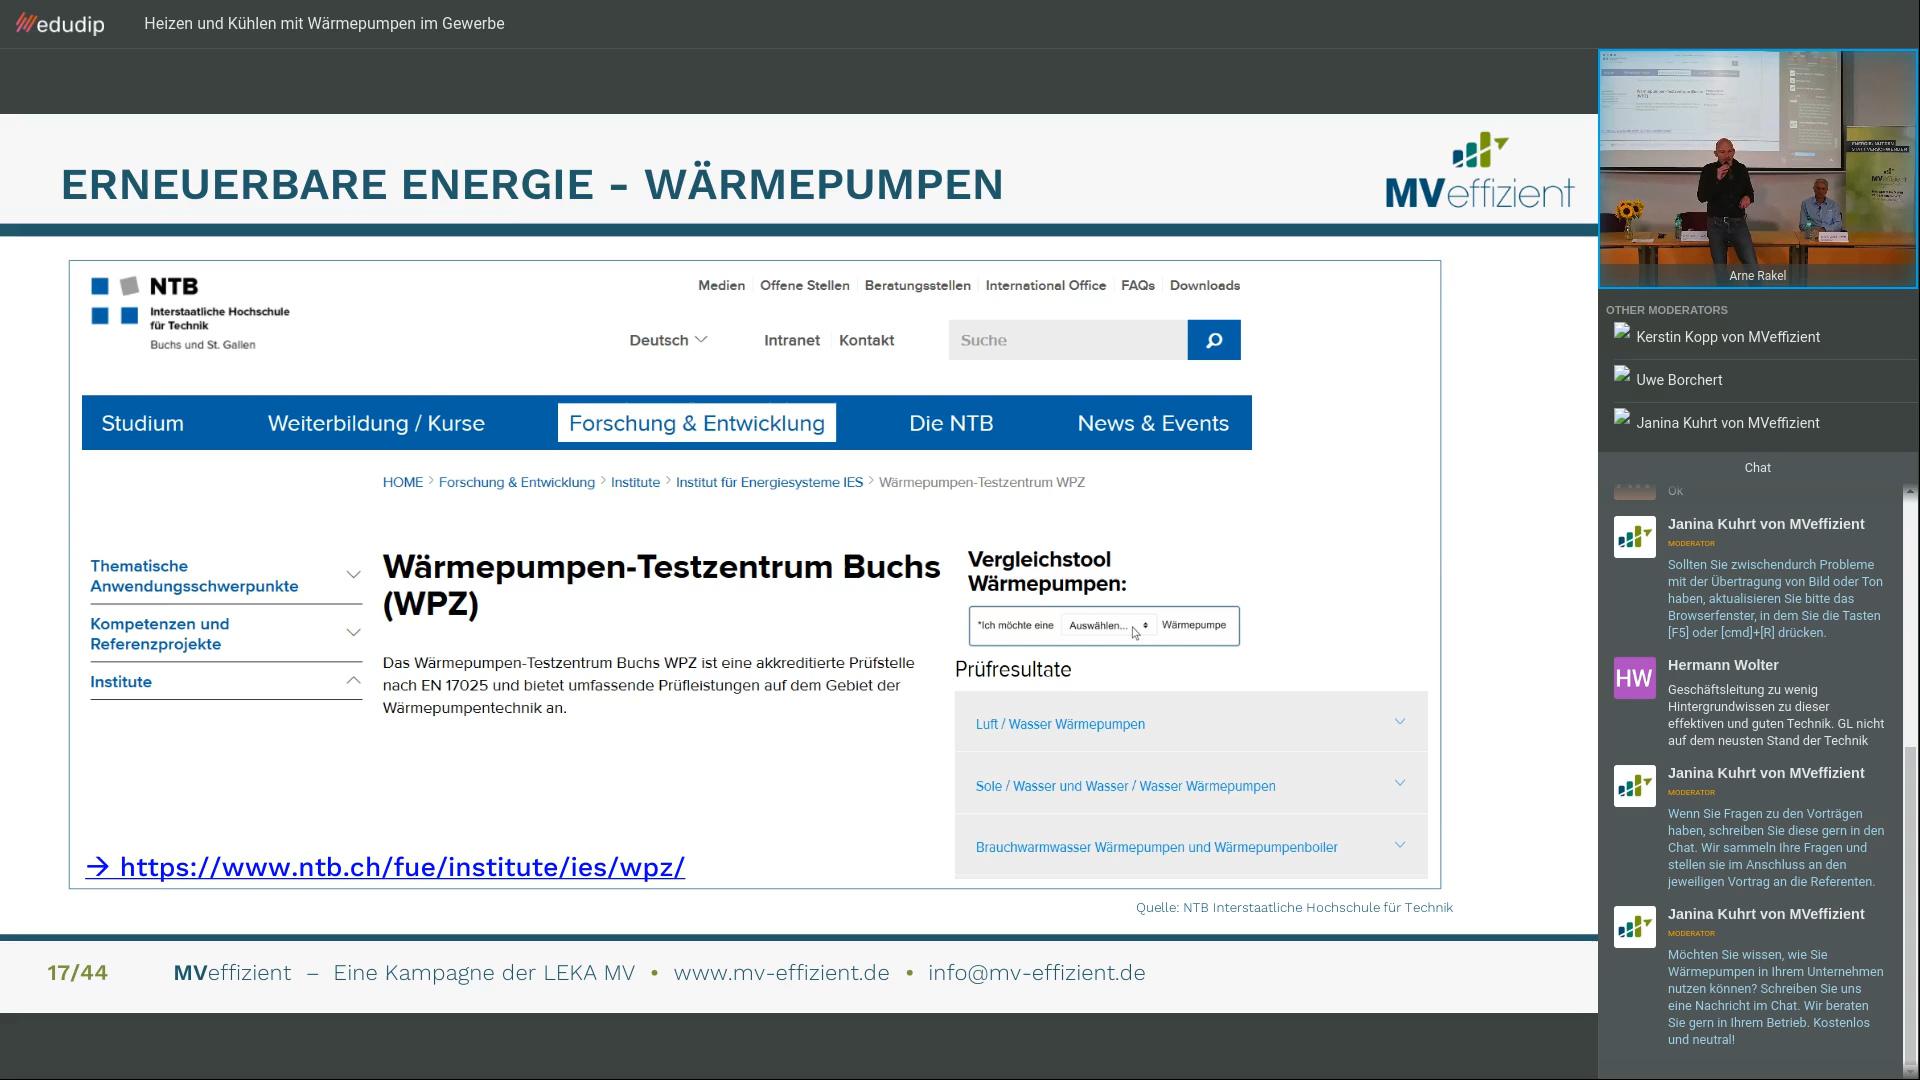 edudip
Heizen und Kühlen mit Wärmepumpen im Gewerbe
ERNEUERBARE ENERGIE - WÄRMEPUMPEN
MVeffizient
NTB
Interstaatliche Hochschule
für Technik
Buchs und St. Gallen
Medien Offene Stellen Beratungsstellen International Office FAQs Downloads
Deutsch Intranet Kontakt Suche
Studium Weiterbildung / Kurse Forschung & Entwicklung Die NTB News & Events
HOME > Forschung & Entwicklung > Institute > Institut für Energiesysteme IES > Wärmepumpen-Testzentrum WPZ
Thematische
Anwendungsschwerpunkte
Kompetenzen und
Referenzprojekte
Institute
Wärmepumpen-Testzentrum Buchs
(WPZ)
Das Wärmepumpen-Testzentrum Buchs WPZ ist eine akkreditierte Prüfstelle
nach EN 17025 und bietet umfassende Prüfleistungen auf dem Gebiet der
Wärmepumpentechnik an.
Vergleichstool
Wärmepumpen:
*Ich möchte eine Auswählen... Wärmepumpe
Prüfresultate
Luft / Wasser Wärmepumpen
Sole / Wasser und Wasser / Wasser Wärmepumpen
Brauchwarmwasser Wärmepumpen und Wärmepumpenboiler
→ https://www.ntb.ch/fue/institute/ies/wpz/
Quelle: NTB Interstaatliche Hochschule für Technik
17/44 MVeffizient – Eine Kampagne der LEKA MV • www.mv-effizient.de • info@mv-effizient.de
Arne Rakel
OTHER MODERATORS
Kerstin Kopp von MVeffizient
Uwe Borchert
Janina Kuhrt von MVeffizient
Chat
Ok
Janina Kuhrt von MVeffizient
MODERATOR
Sollten Sie zwischendurch Probleme
mit der Übertragung von Bild oder Ton
haben, aktualisieren Sie bitte das
Browserfenster, in dem Sie die Tasten
[F5] oder [cmd]+[R] drücken.
HW
Hermann Wolter
Geschäftsleitung zu wenig
Hintergrundwissen zu dieser
effektiven und guten Technik. GL nicht
auf dem neusten Stand der Technik
Janina Kuhrt von MVeffizient
MODERATOR
Wenn Sie Fragen zu den Vorträgen
haben, schreiben Sie diese gern in den
Chat. Wir sammeln Ihre Fragen und
stellen sie im Anschluss an den
jeweiligen Vortrag an die Referenten.
Janina Kuhrt von MVeffizient
MODERATOR
Möchten Sie wissen, wie Sie
Wärmepumpen in Ihrem Unternehmen
nutzen können? Schreiben Sie uns
eine Nachricht im Chat. Wir beraten
Sie gern in Ihrem Betrieb. Kostenlos
und neutral!